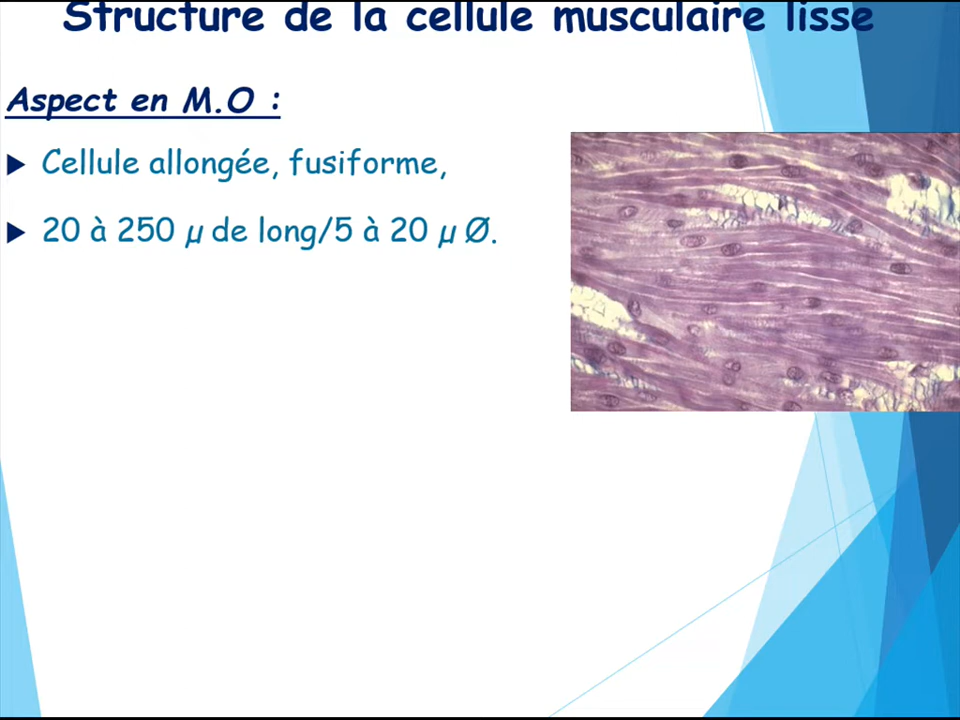 Structure de la cellule musculaire lisse
Aspect en M.O :
Cellule allongée, fusiforme,
20 à 250 µ de long/5 à 20 µ Ø.